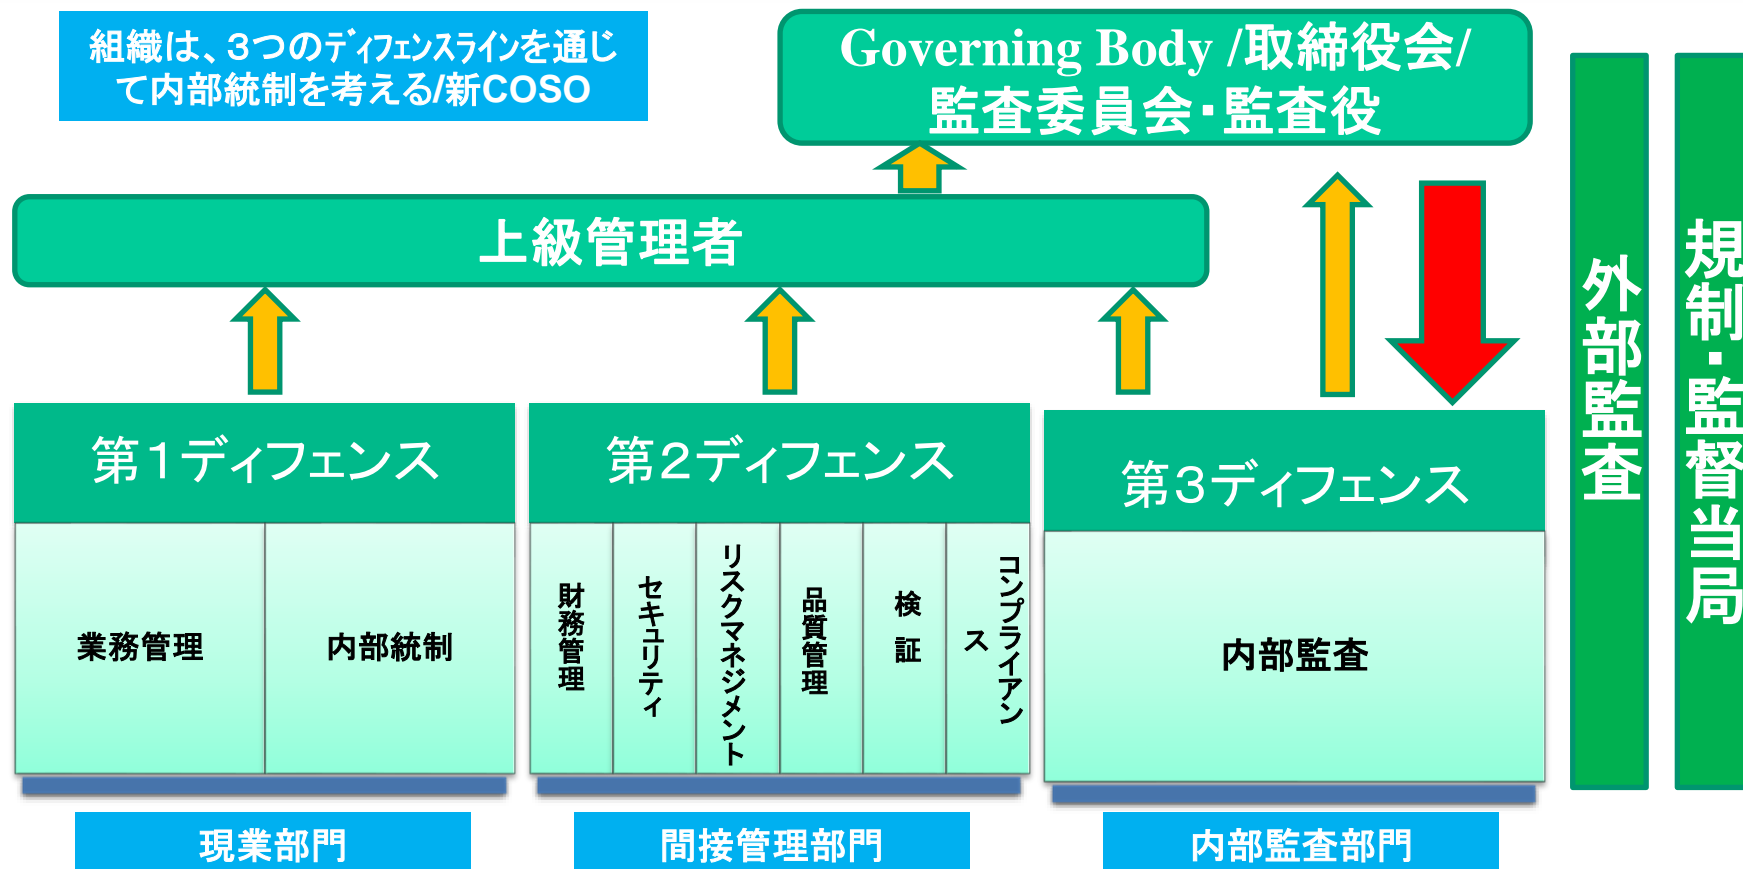 組織は、３つのディフェンスラインを通じ
て内部統制を考える/新COSO
Governing Body /取締役会/
監査委員会・監査役
上級管理者
第１ディフェンス
第２ディフェンス
第３ディフェンス
業務管理
内部統制
財務管理
セキュリティ
リスクマネジメント
品質管理
検証
コンプライアン
ス
内部監査
現業部門
間接管理部門
内部監査部門
外部監査
規制・監督当局